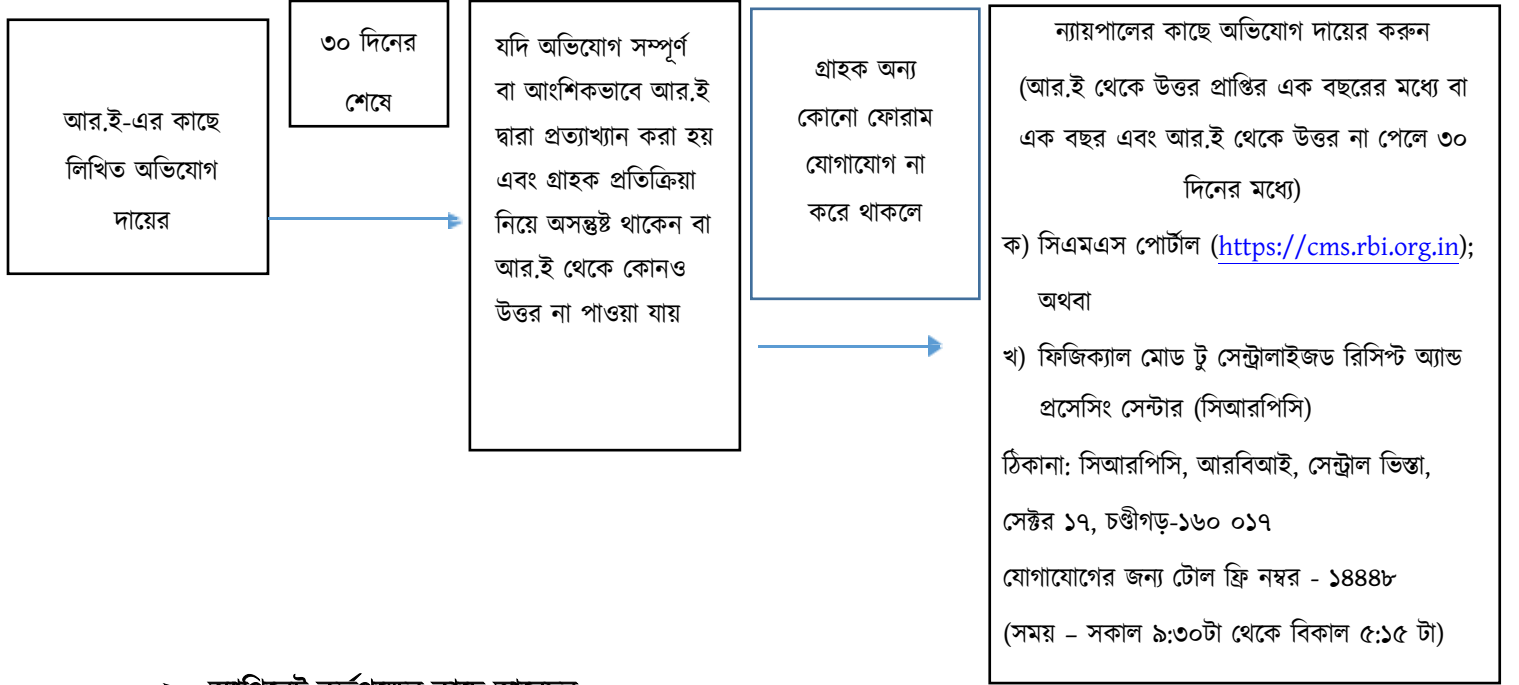 আর.ই-এর কাছে
লিখিত অভিযোগ
দায়ের
৩০ দিনের
শেষে
যদি অভিযোগ সম্পূর্ণ
বা আংশিকভাবে আর.ই
দ্বারা প্রত্যাখ্যান করা হয়
এবং গ্রাহক প্রতিক্রিয়া
নিয়ে অসন্তুষ্ট থাকেন বা
আর.ই থেকে কোনও
উত্তর না পাওয়া যায়
গ্রাহক অন্য
কোনো ফোরাম
যোগাযোগ না
করে থাকলে
ন্যায়পালের কাছে অভিযোগ দায়ের করুন
(আর.ই থেকে উত্তর প্রাপ্তির এক বছরের মধ্যে বা
এক বছর এবং আর.ই থেকে উত্তর না পেলে ৩০
দিনের মধ্যে)
ক) সিএমএস পোর্টাল (https://cms.rbi.org.in);
অথবা
খ) ফিজিক্যাল মোড টু সেন্ট্রালাইজড রিসিপ্ট অ্যান্ড
প্রসেসিং সেন্টার (সিআরপিসি)
ঠিকানা: সিআরপিসি, আরবিআই, সেন্ট্রাল ভিস্তা,
সেক্টর ১৭, চণ্ডীগড়-১৬০ ০১৭
যোগাযোগের জন্য টোল ফ্রি নম্বর - ১৪৪৪৮
(সময় – সকাল ৯:৩০টা থেকে বিকাল ৫:১৫ টা)